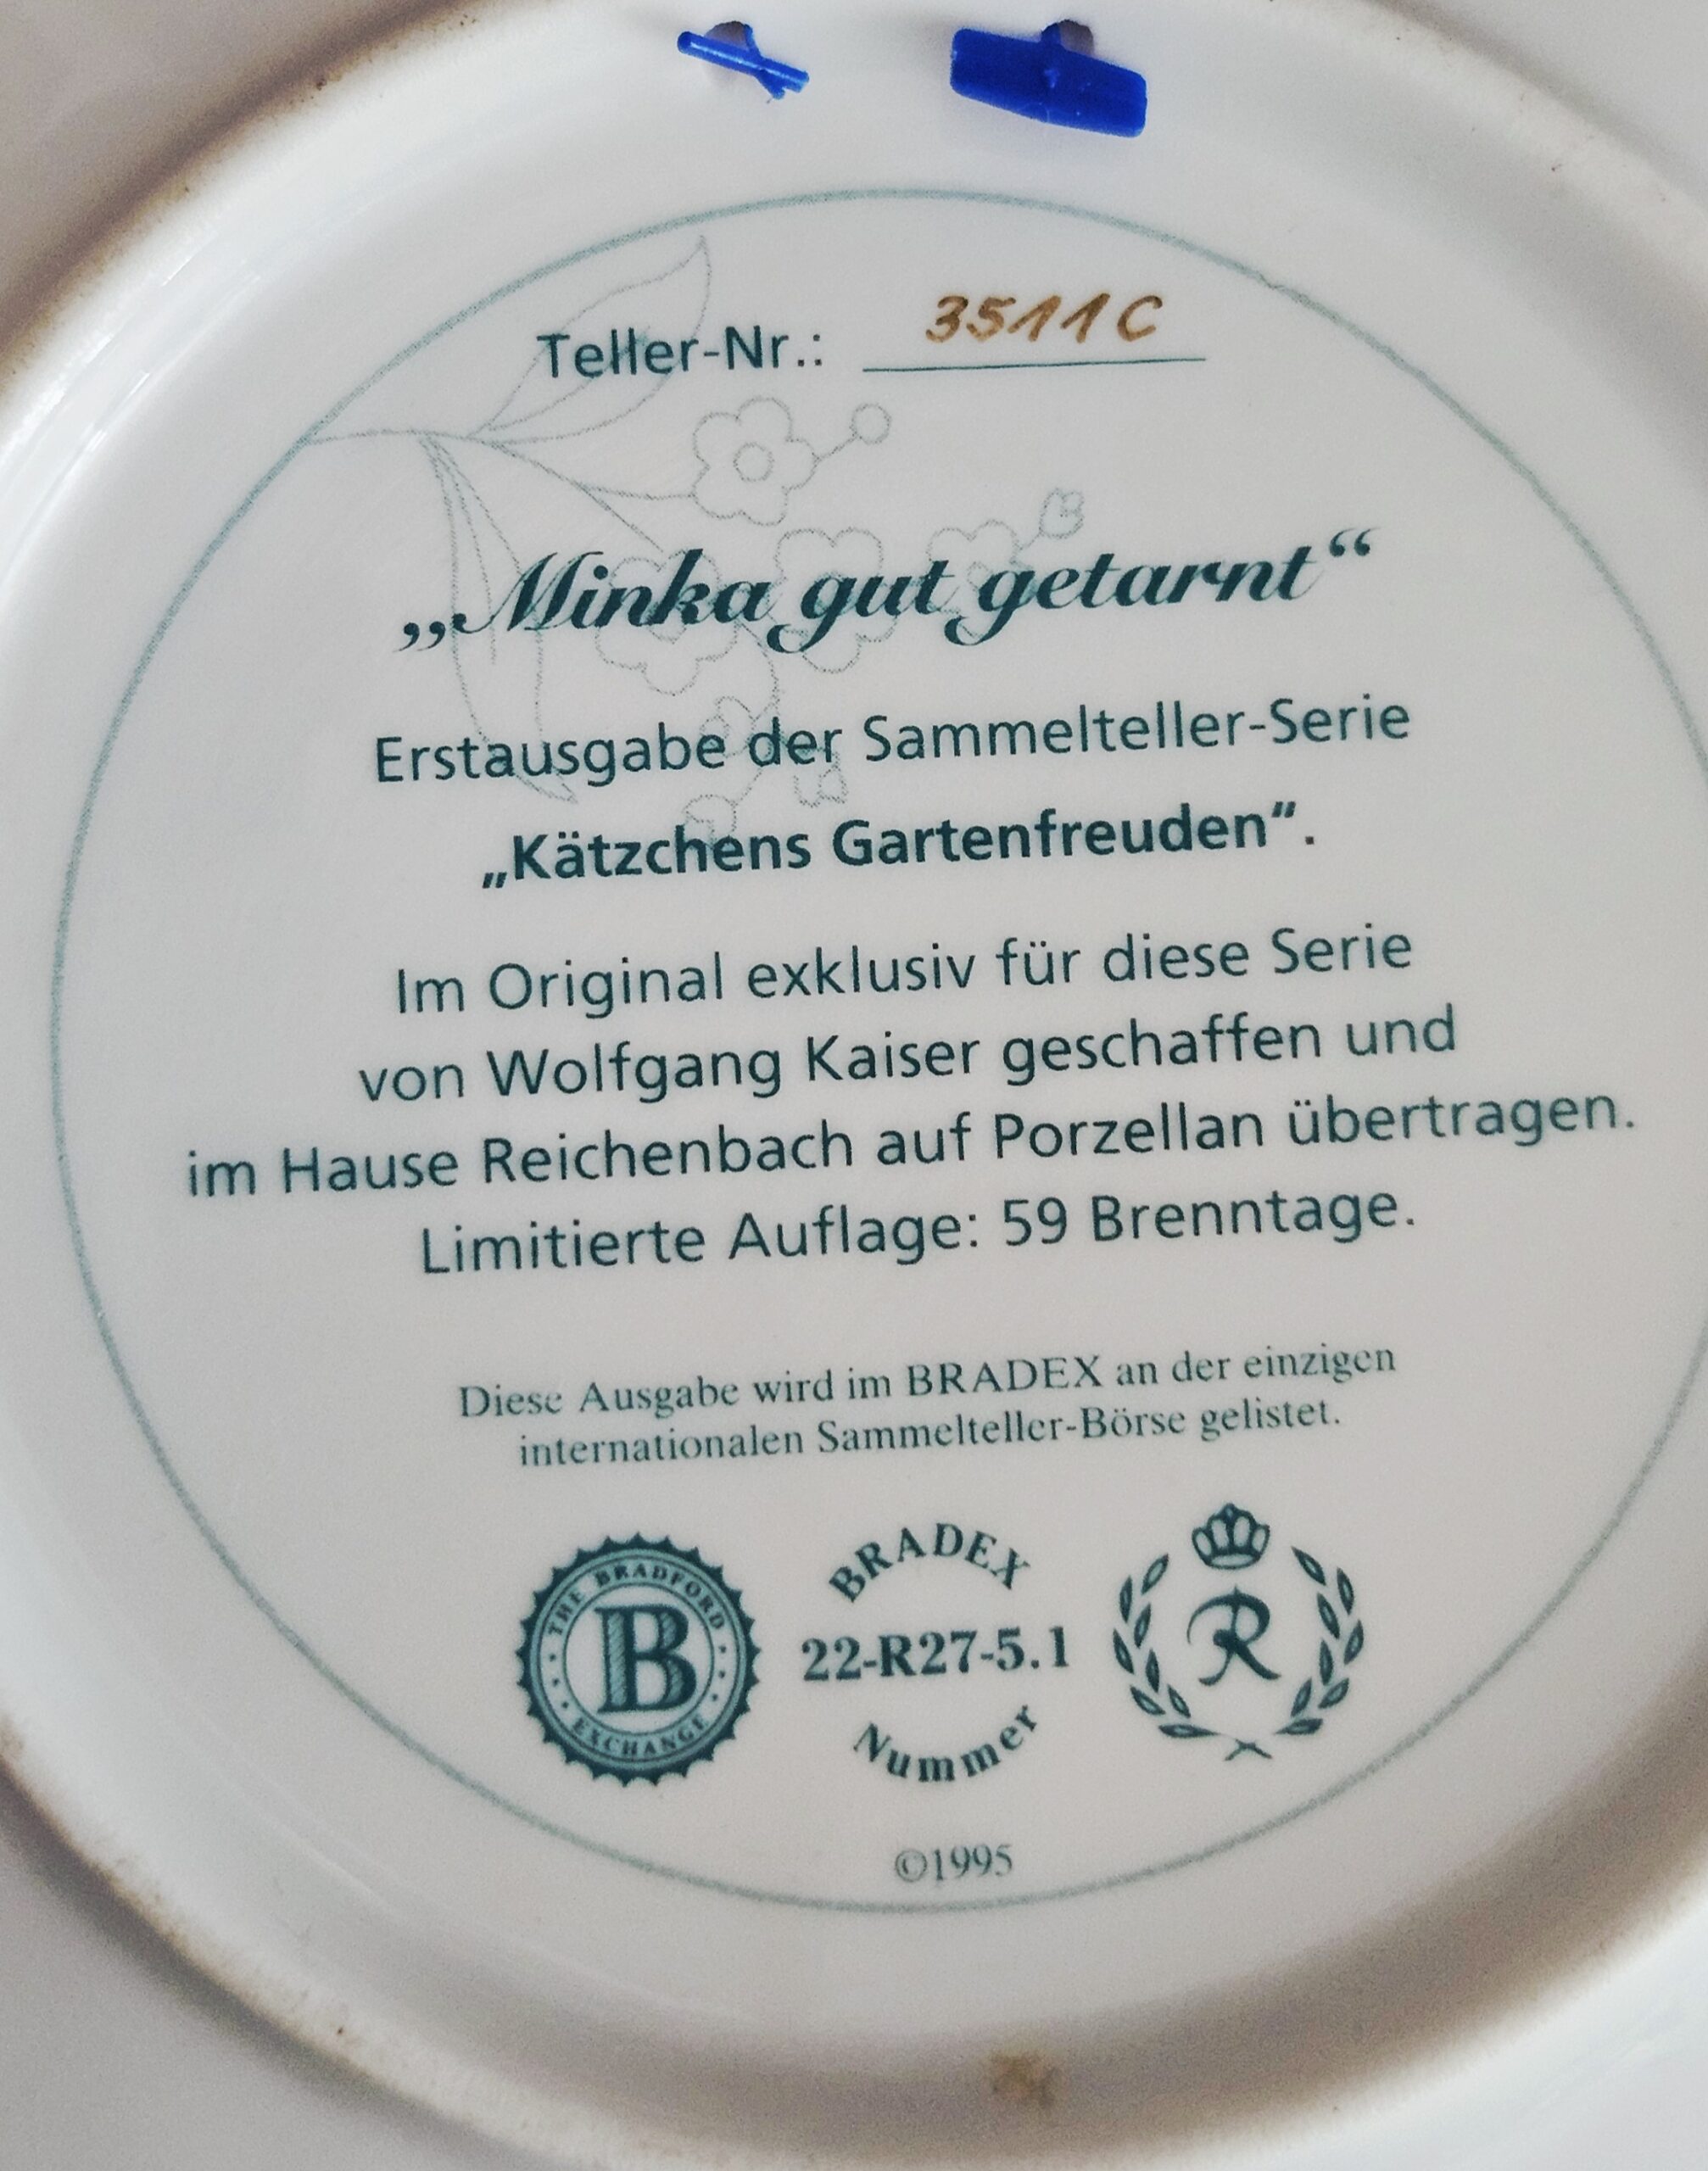 Teller-Nr.: 3511C
„Minka gut getarnt“
Erstausgabe der Sammelteller-Serie
„Kätzchens Gartenfreuden“.
Im Original exklusiv für diese Serie
von Wolfgang Kaiser geschaffen und
im Hause Reichenbach auf Porzellan übertragen.
Limitierte Auflage: 59 Brenntage.
Diese Ausgabe wird im BRADEX an der einzigen
internationalen Sammelteller-Börse gelistet.
THE BRADFORD
B
EXCHANGE
BRADEX
22-R27-5.1
Nummer
R
©1995